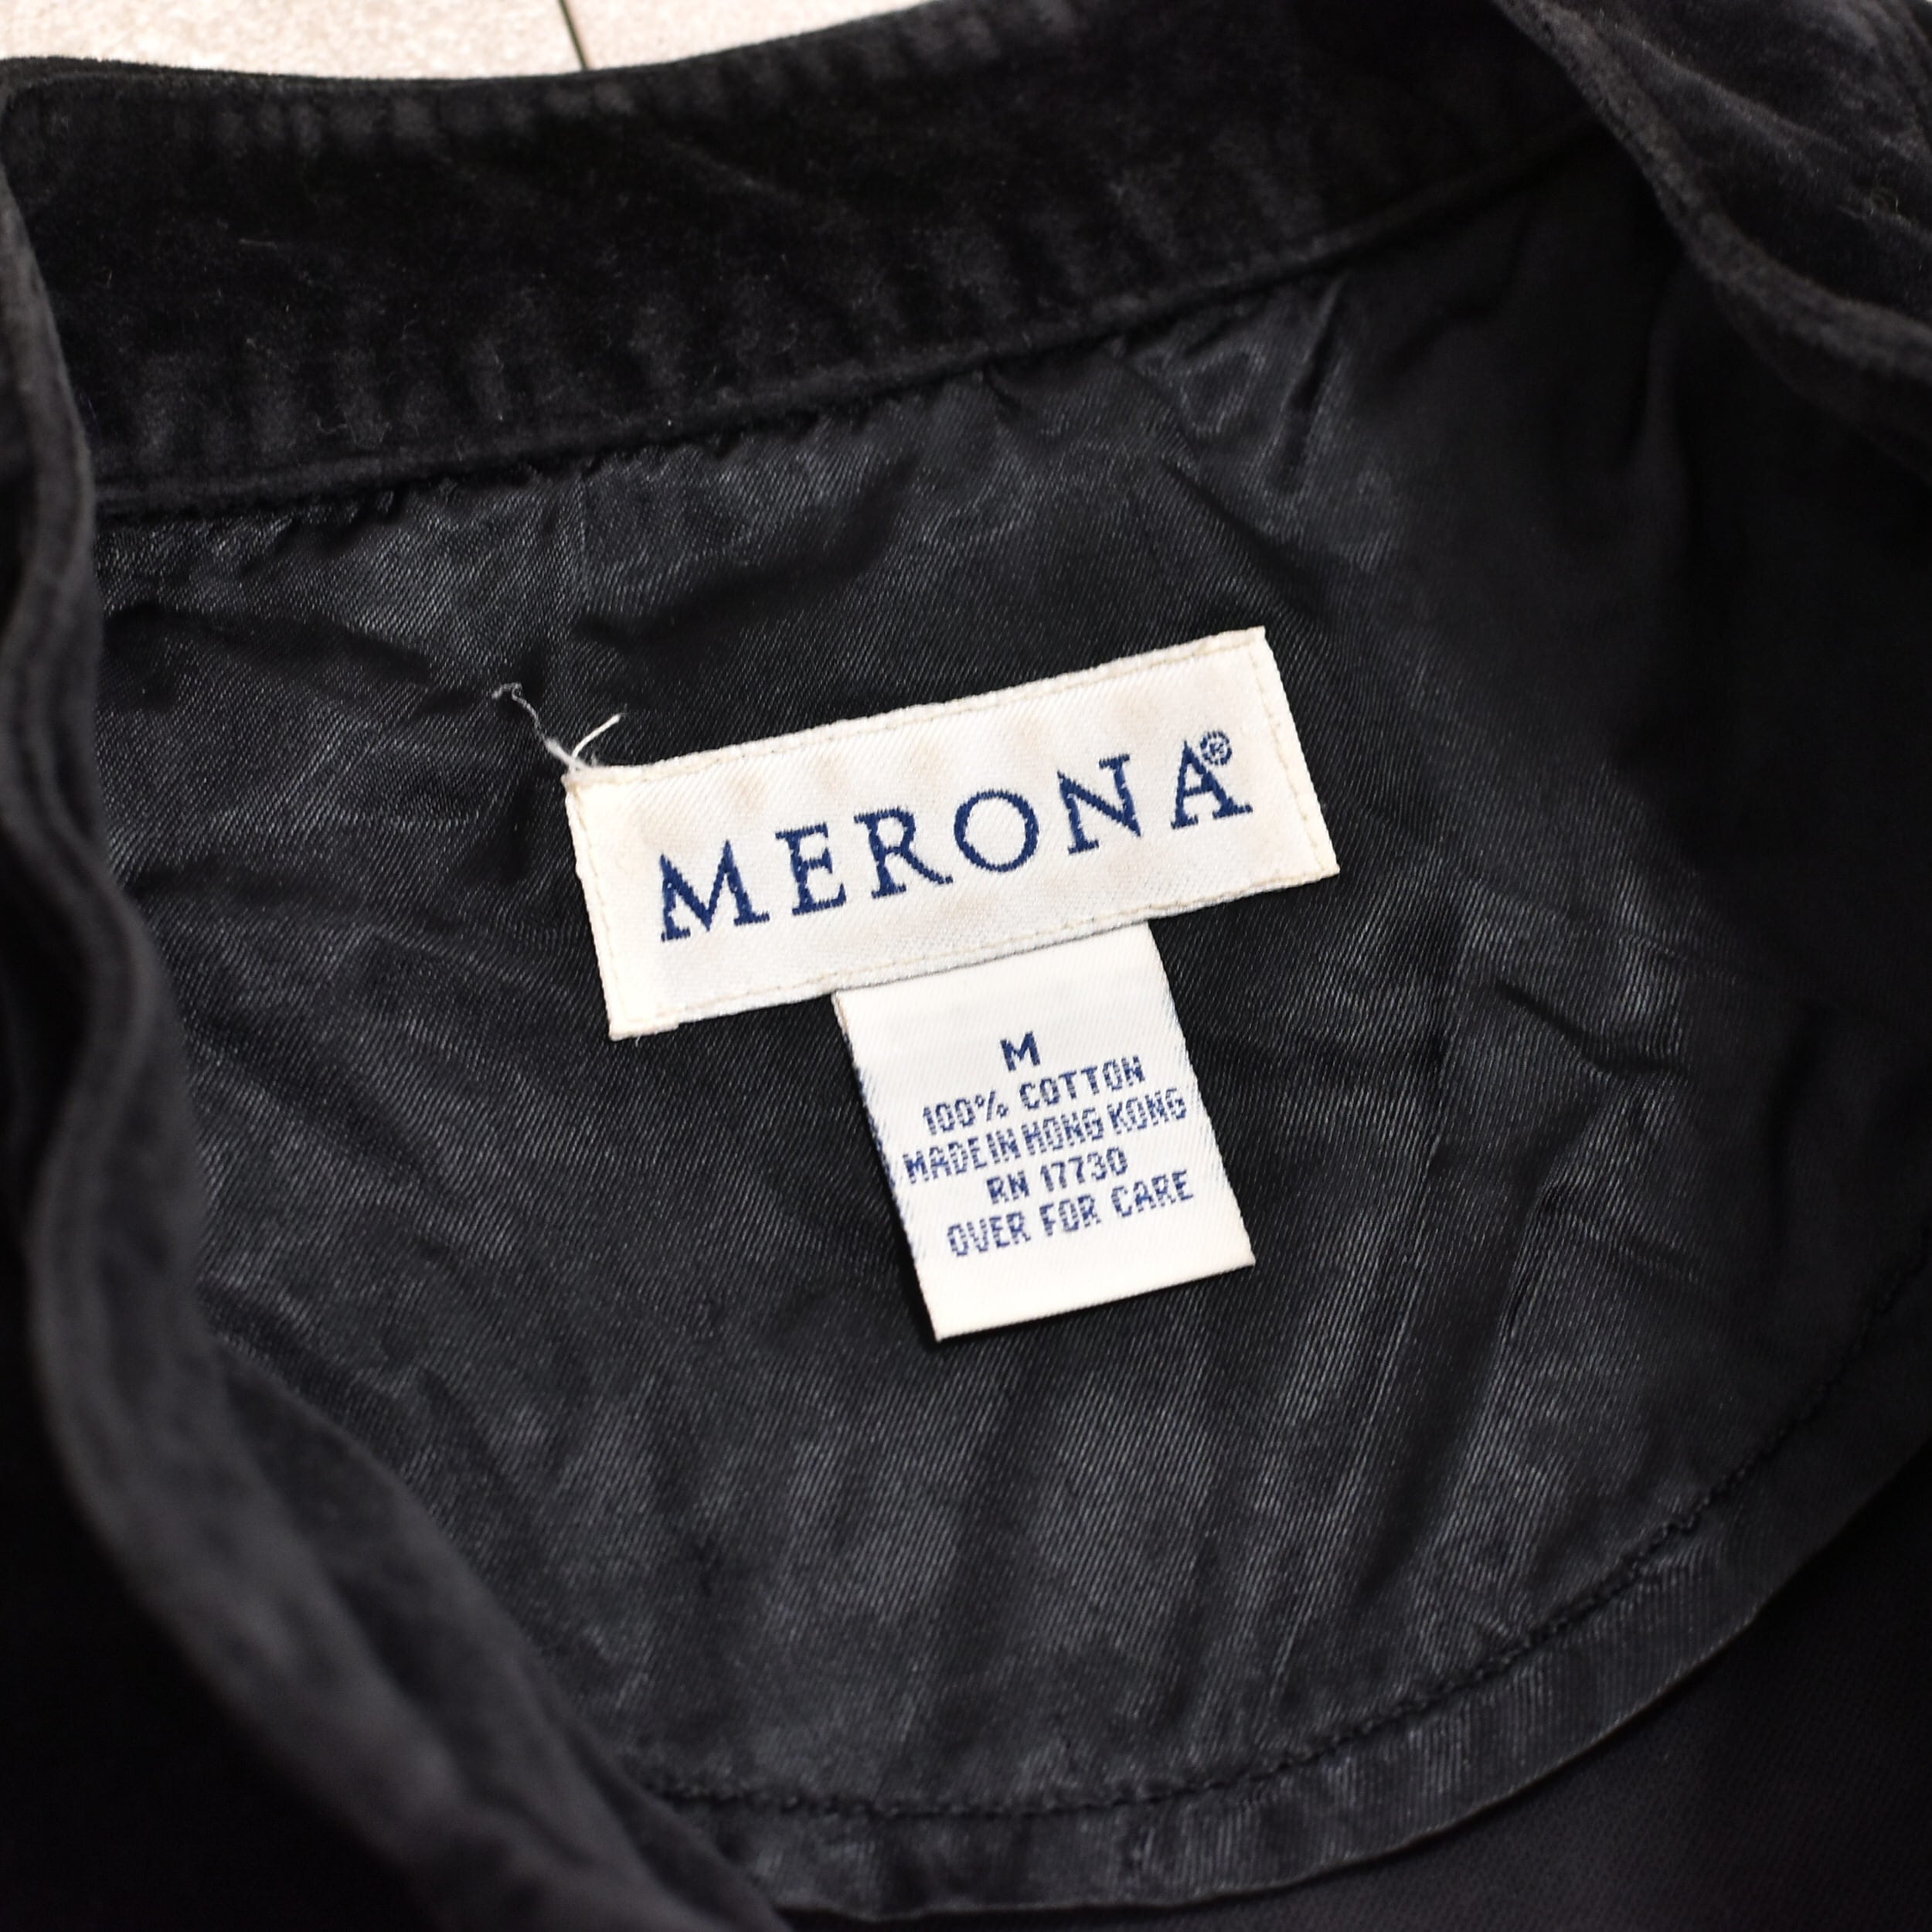 MERONA®
M
100% COTTON
MADE IN HONG KONG
RN 17730
OVER FOR CARE